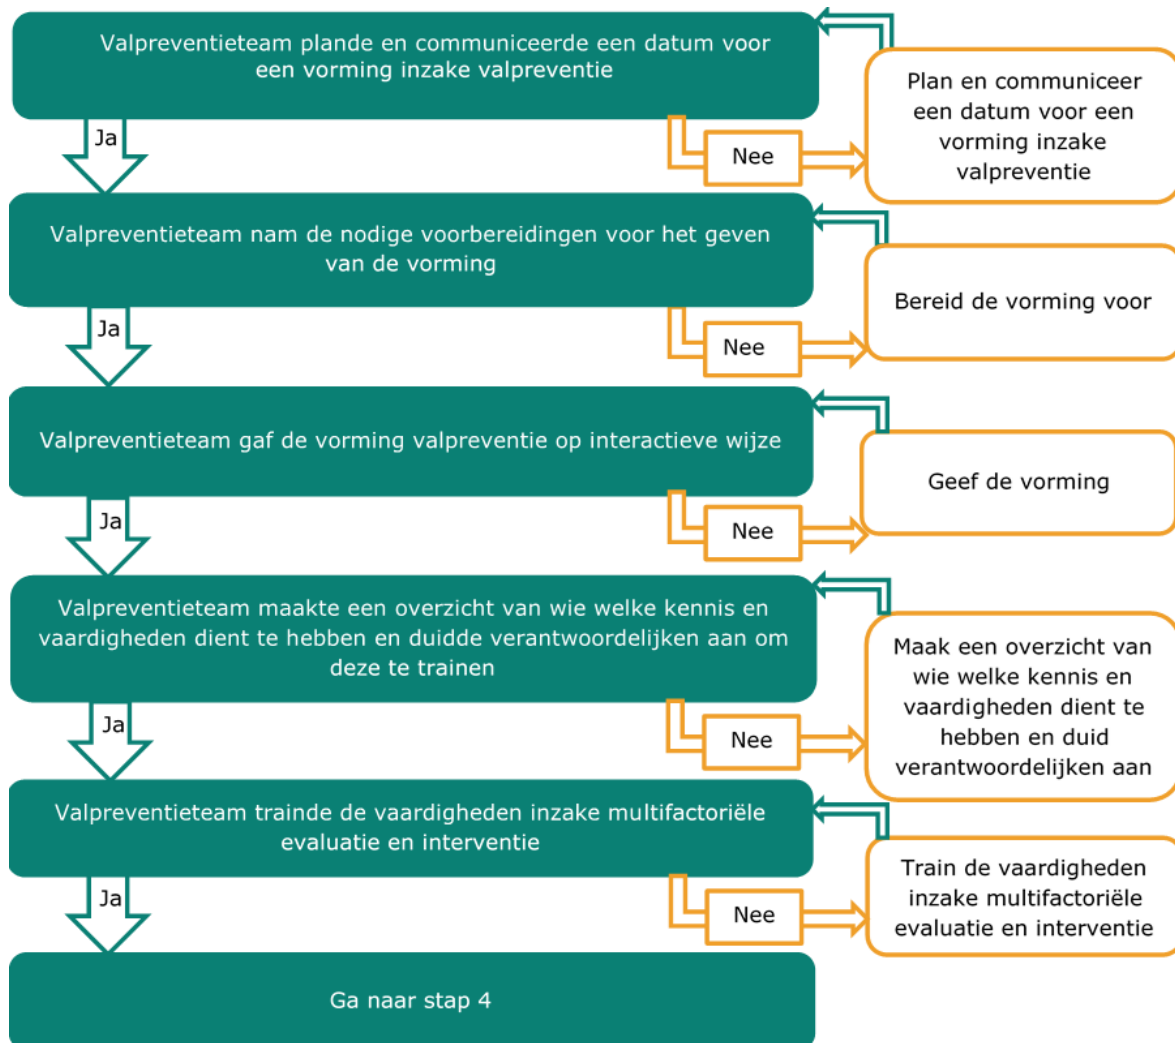 Valpreventieteam plande en communiceerde een datum voor
een vorming inzake valpreventie
Plan en communiceer
een datum voor een
vorming inzake
valpreventie
Ja
Nee
Valpreventieteam nam de nodige voorbereidingen voor het geven
van de vorming
Bereid de vorming voor
Ja
Nee
Valpreventieteam gaf de vorming valpreventie op interactieve wijze
Geef de vorming
Ja
Nee
Valpreventieteam maakte een overzicht van wie welke kennis en
vaardigheden dient te hebben en duidde verantwoordelijken aan om
deze te trainen
Maak een overzicht van
wie welke kennis en
vaardigheden dient te
hebben en duid
verantwoordelijken aan
Ja
Nee
Valpreventieteam trainde de vaardigheden inzake multifactoriële
evaluatie en interventie
Train de vaardigheden
inzake multifactoriële
evaluatie en interventie
Ja
Nee
Ga naar stap 4